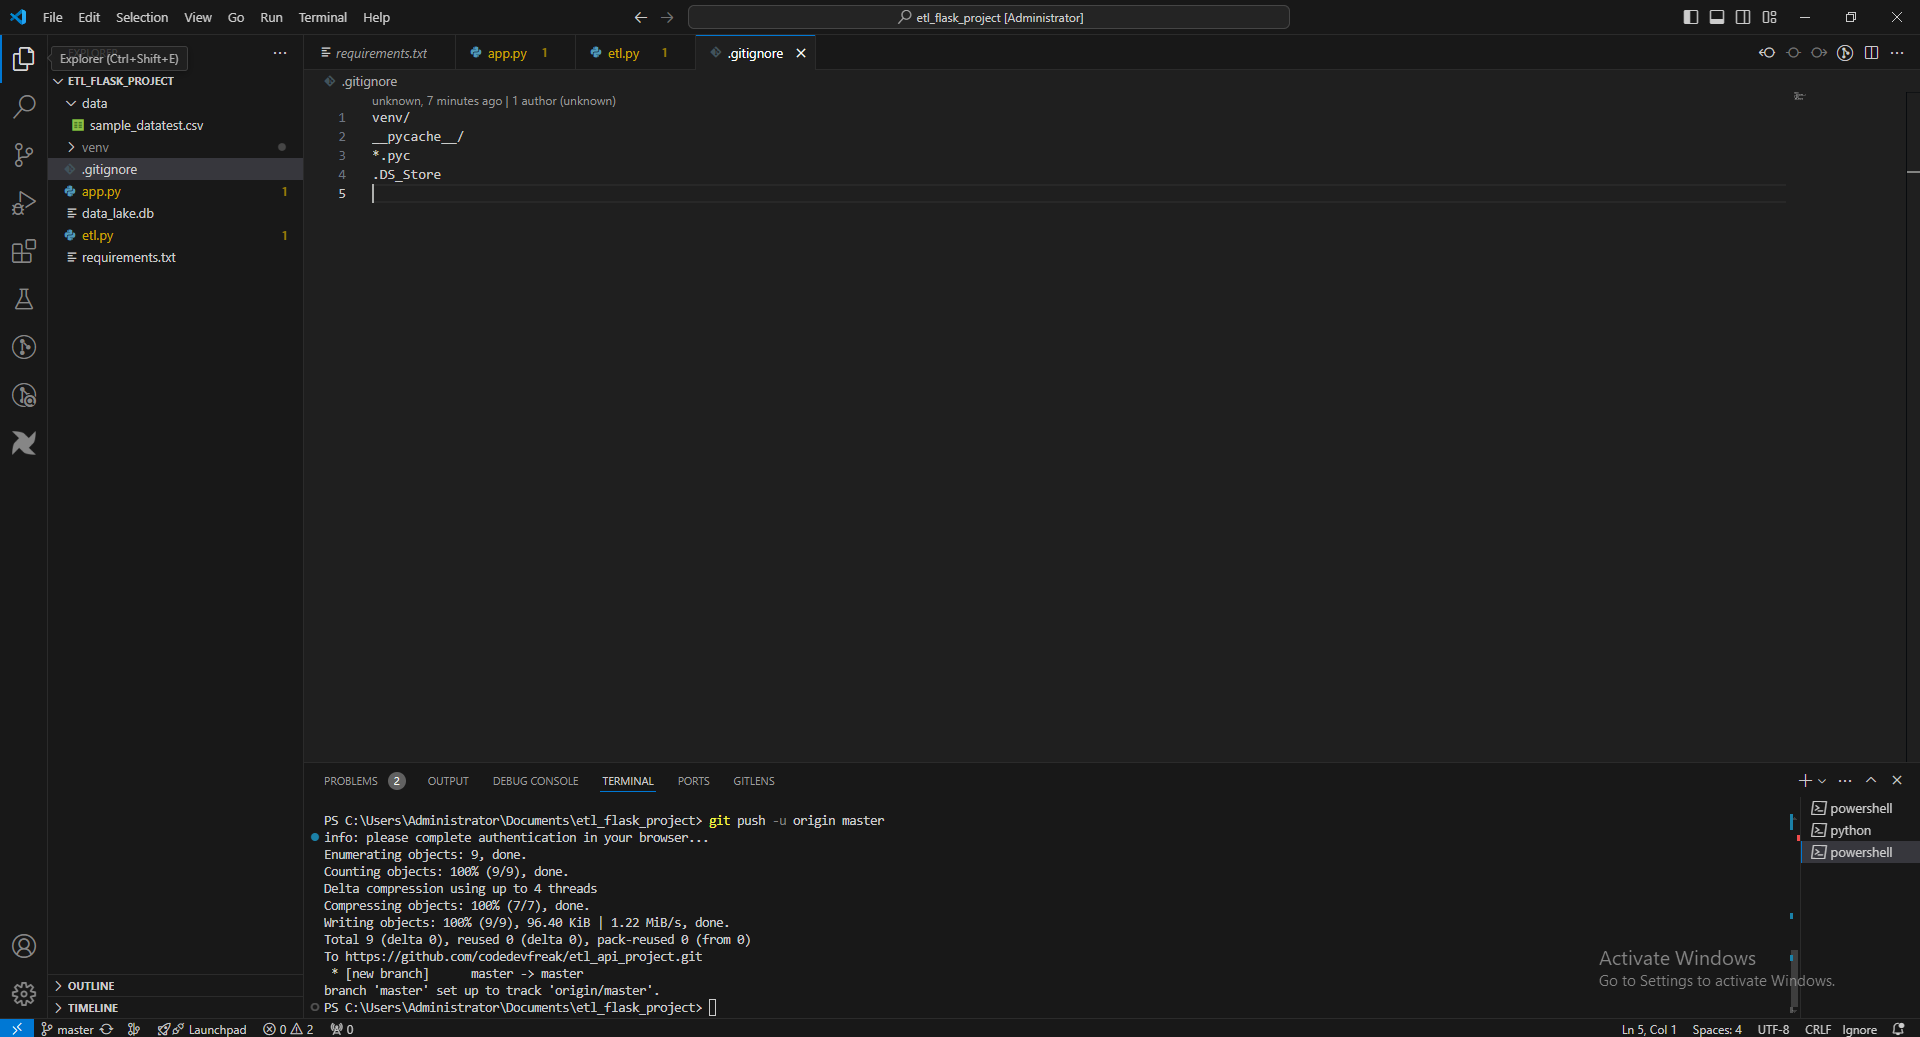 File Edit Selection View Go Run Terminal Help
etl_flask_project [Administrator]
Explorer (Ctrl+Shift+E)
ETL_FLASK_PROJECT
data
sample_datatest.csv
venv
.gitignore
app.py 1
data_lake.db
etl.py 1
requirements.txt
OUTLINE
TIMELINE
requirements.txt
app.py 1
etl.py 1
.gitignore
.gitignore
unknown, 7 minutes ago | 1 author (unknown)
1 venv/
2 __pycache__/
3 *.pyc
4 .DS_Store
5
PROBLEMS 2 OUTPUT DEBUG CONSOLE TERMINAL PORTS GITLENS
PS C:\Users\Administrator\Documents\etl_flask_project> git push -u origin master
info: please complete authentication in your browser...
Enumerating objects: 9, done.
Counting objects: 100% (9/9), done.
Delta compression using up to 4 threads
Compressing objects: 100% (7/7), done.
Writing objects: 100% (9/9), 96.40 KiB | 1.22 MiB/s, done.
Total 9 (delta 0), reused 0 (delta 0), pack-reused 0 (from 0)
To https://github.com/codedevfreak/etl_api_project.git
* [new branch] master -> master
branch 'master' set up to track 'origin/master'.
PS C:\Users\Administrator\Documents\etl_flask_project>
powershell
python
powershell
Activate Windows
Go to Settings to activate Windows.
master Launchpad 0 2 0
Ln 5, Col 1 Spaces: 4 UTF-8 CRLF Ignore